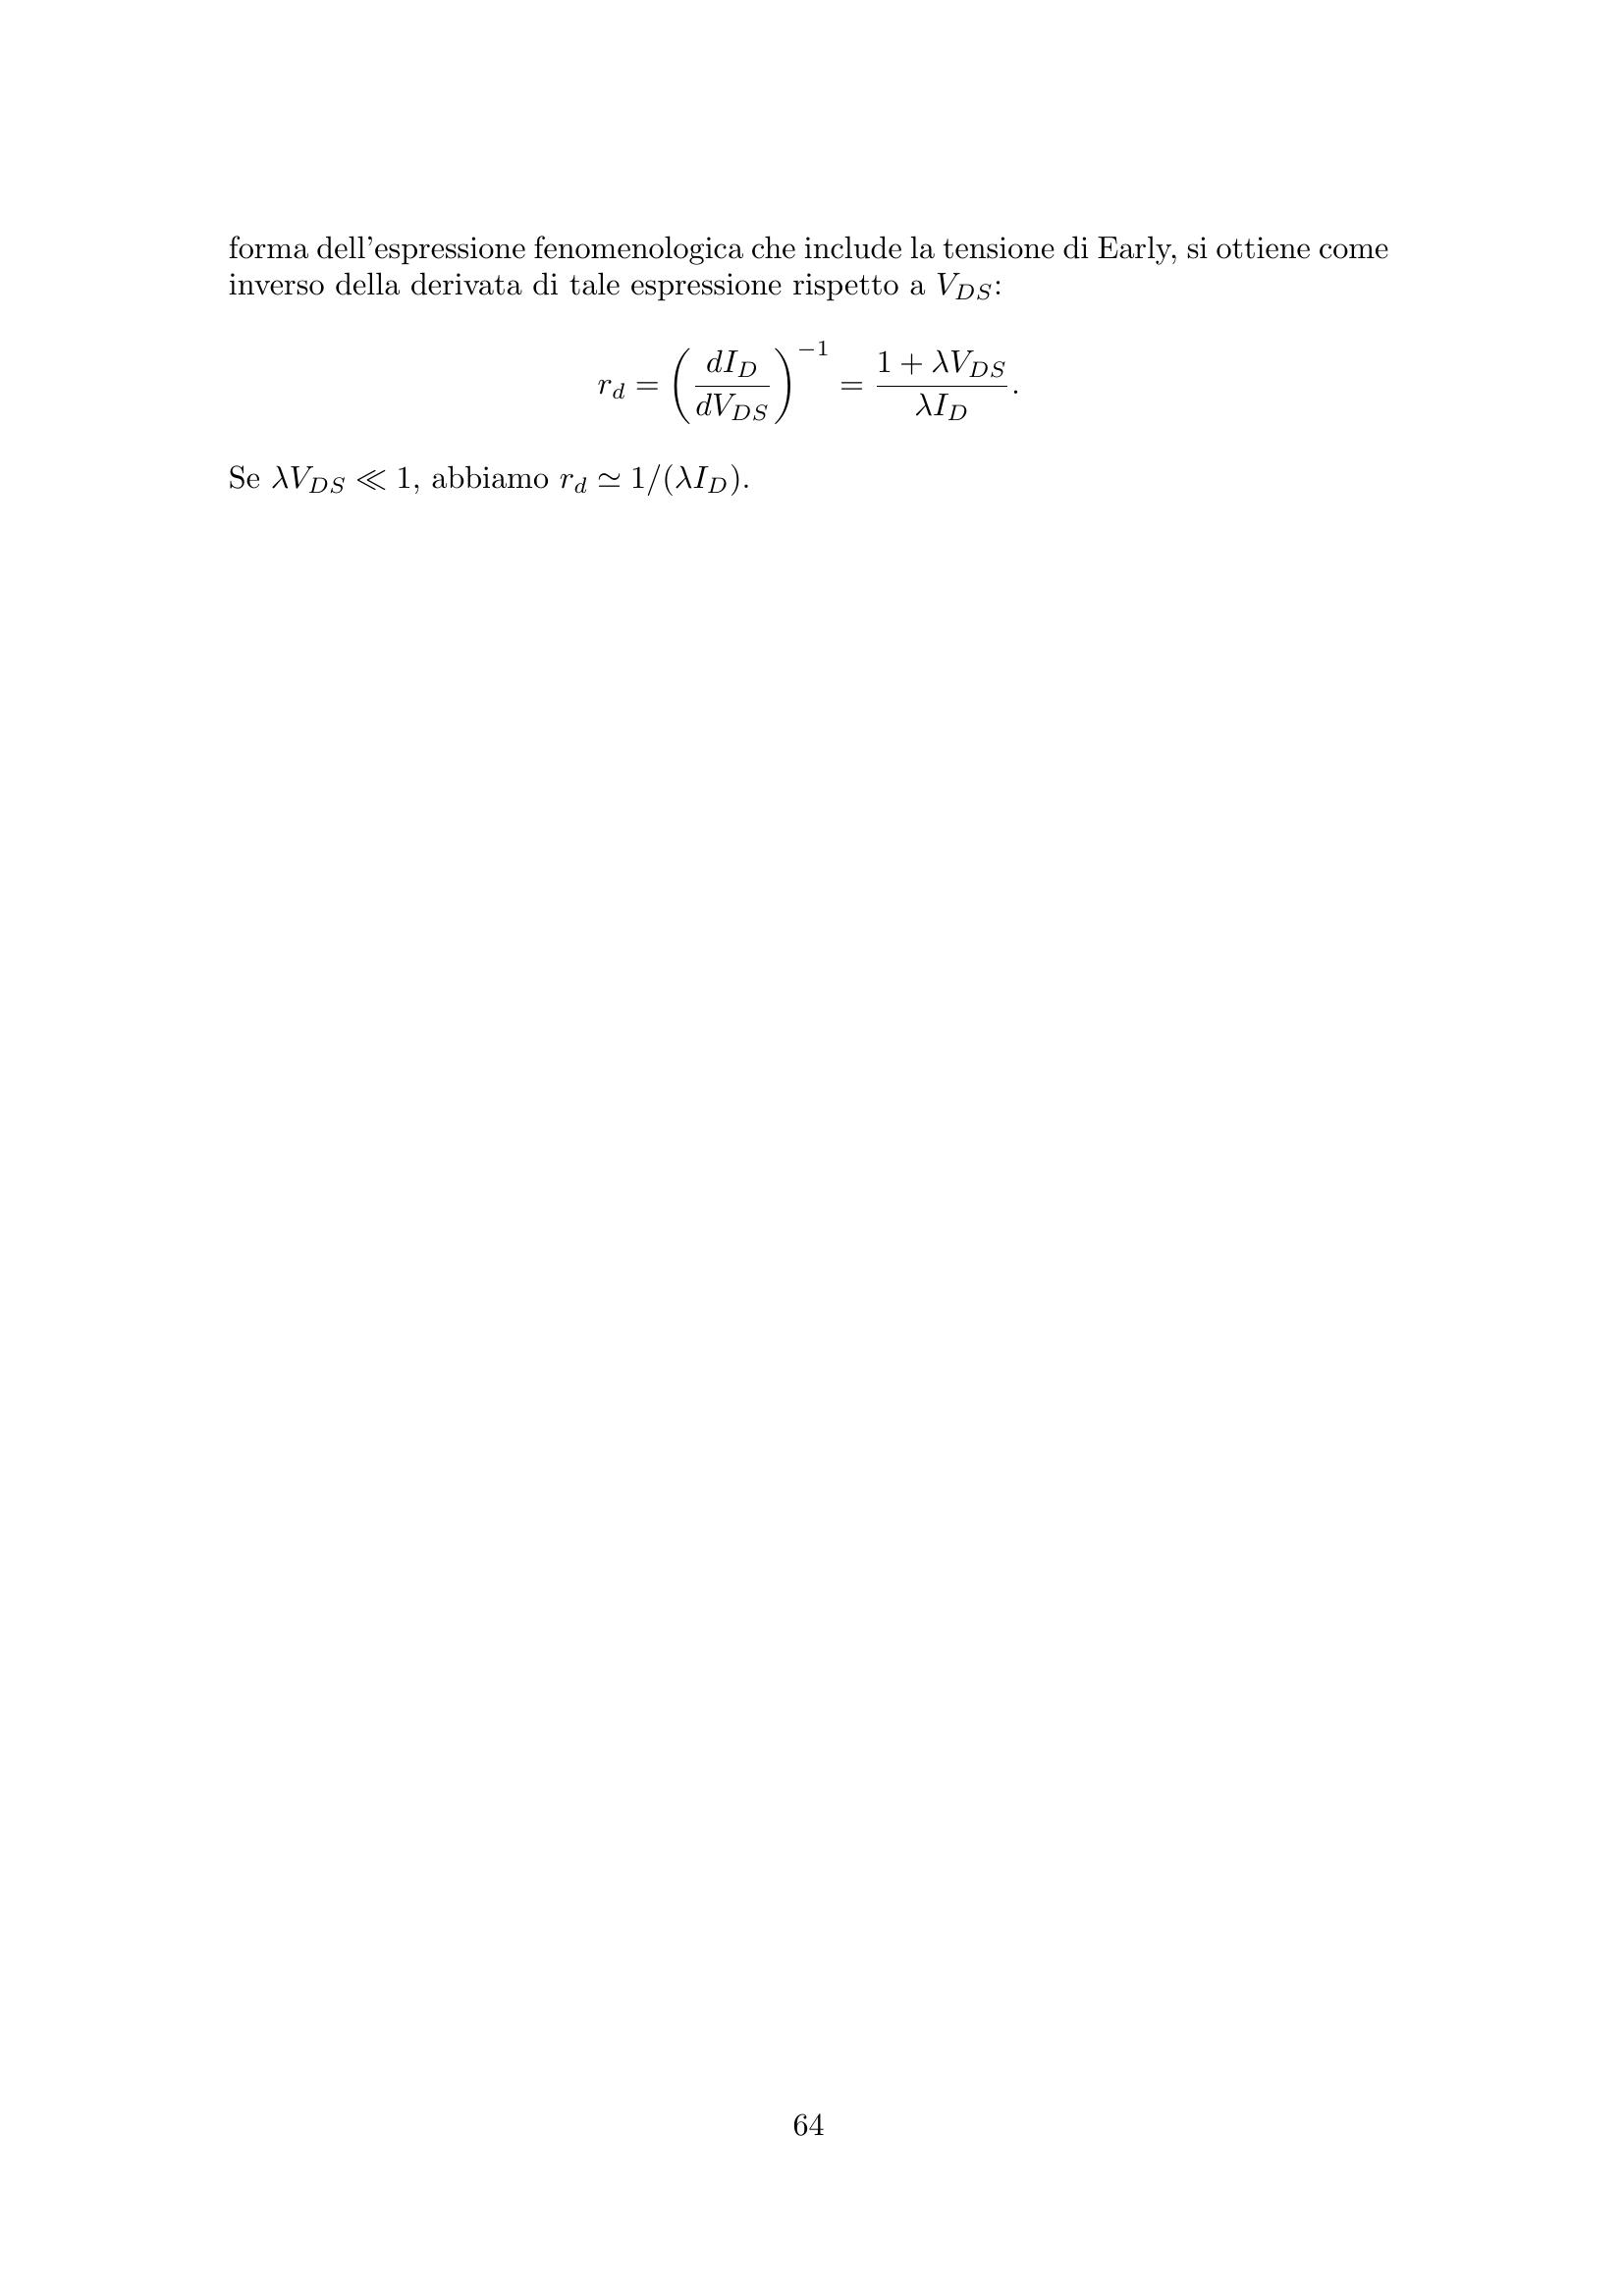 forma dell'espressione fenomenologica che include la tensione di Early, si ottiene come
inverso della derivata di tale espressione rispetto a $V_{DS}$:
$$r_d = \left( \frac{dI_D}{dV_{DS}} \right)^{-1} = \frac{1 + \lambda V_{DS}}{\lambda I_D}.$$
Se $\lambda V_{DS} \ll 1$, abbiamo $r_d \simeq 1/(\lambda I_D)$.
64